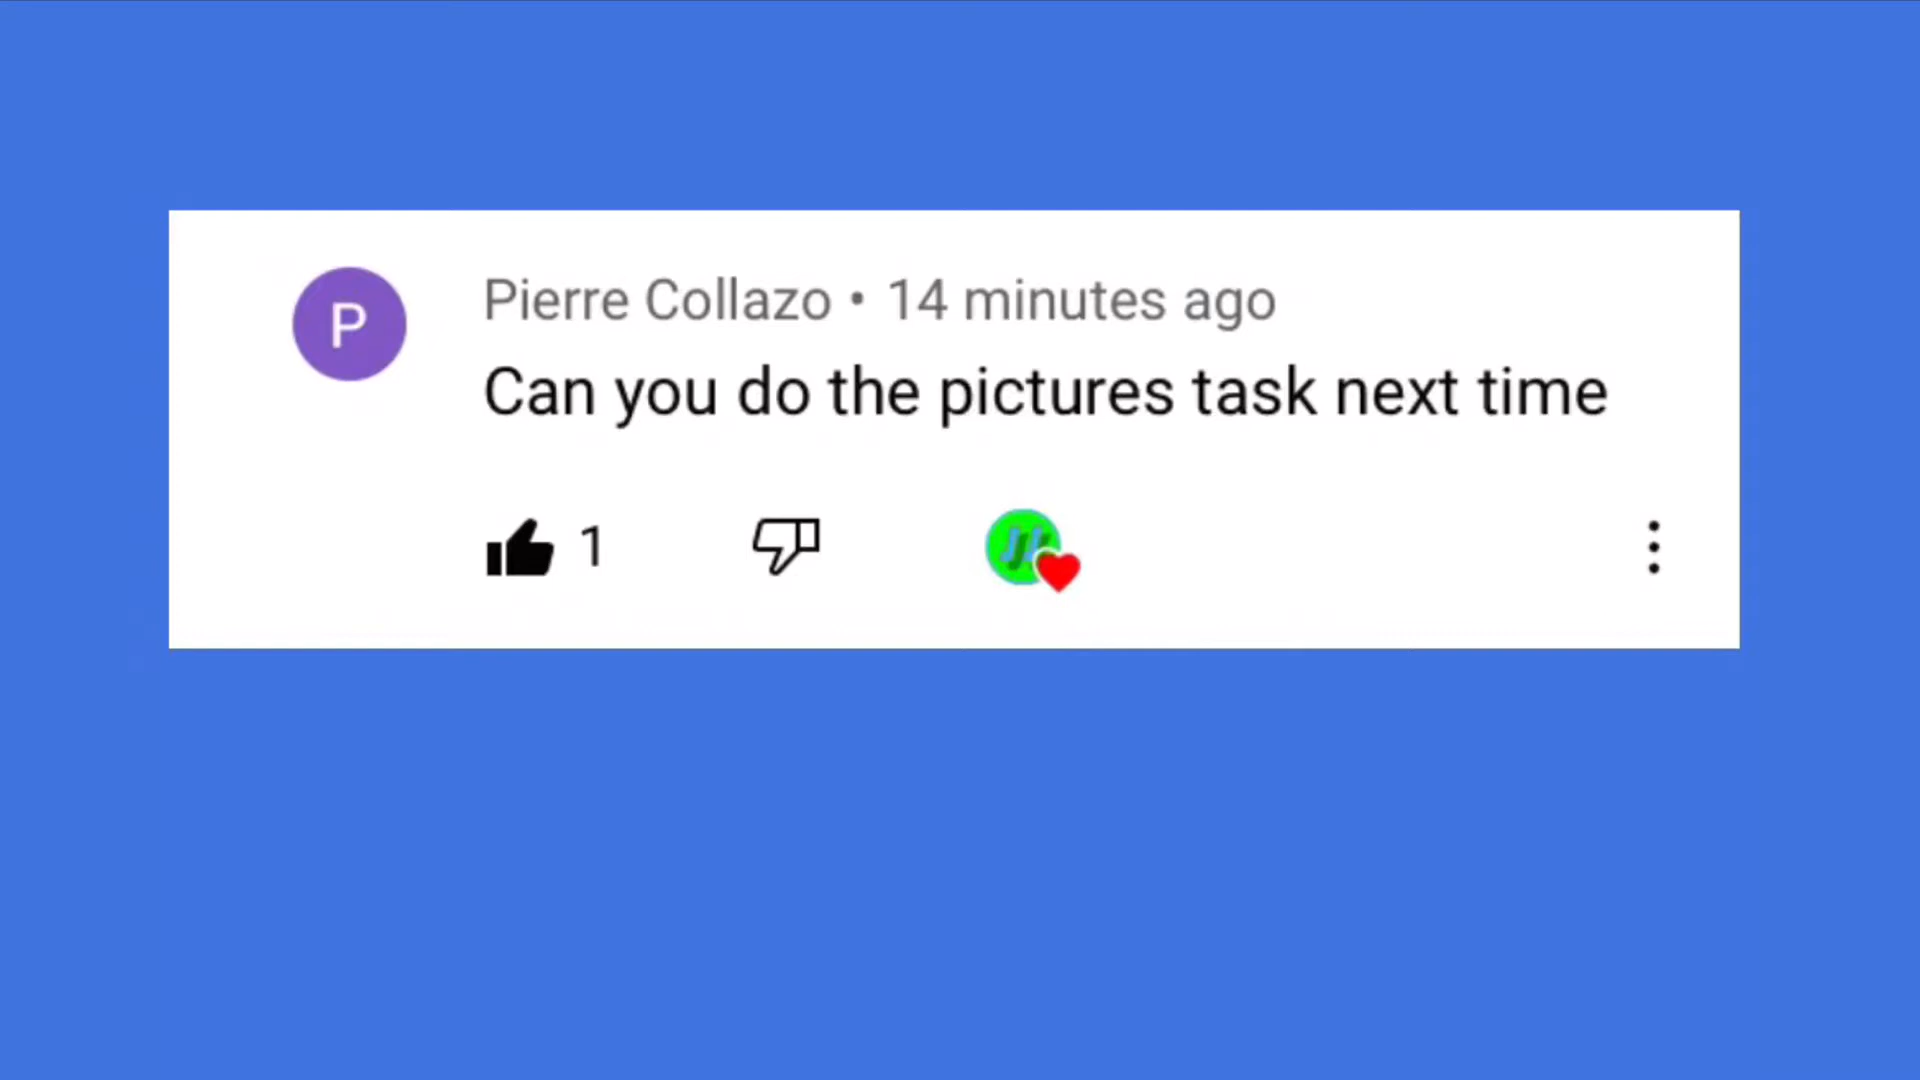 P
Pierre Collazo • 14 minutes ago
Can you do the pictures task next time
1